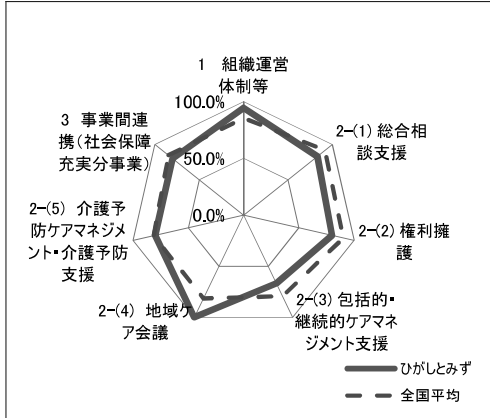 1　組織運営
体制等
100.0%
50.0%
0.0%
2-(1) 総合相
談支援
2-(2) 権利擁
護
2-(3) 包括的・
継続的ケアマネ
ジメント支援
2-(4) 地域ケ
ア会議
2-(5) 介護予
防ケアマネジメ
ント・介護予防
支援
3　事業間連
携(社会保障
充実分事業)
ひがしとみず
全国平均